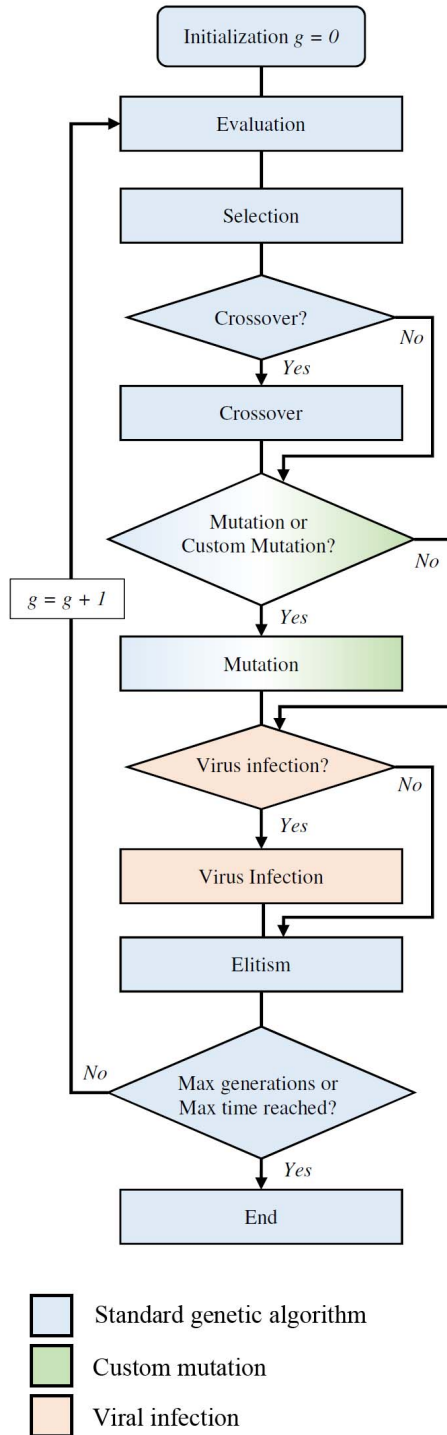 Initialization g = 0
Evaluation
Selection
Crossover?
No
Yes
Crossover
Mutation or
Custom Mutation?
No
g = g + 1
Yes
Mutation
Virus infection?
No
Yes
Virus Infection
Elitism
No
Max generations or
Max time reached?
Yes
End
Standard genetic algorithm
Custom mutation
Viral infection